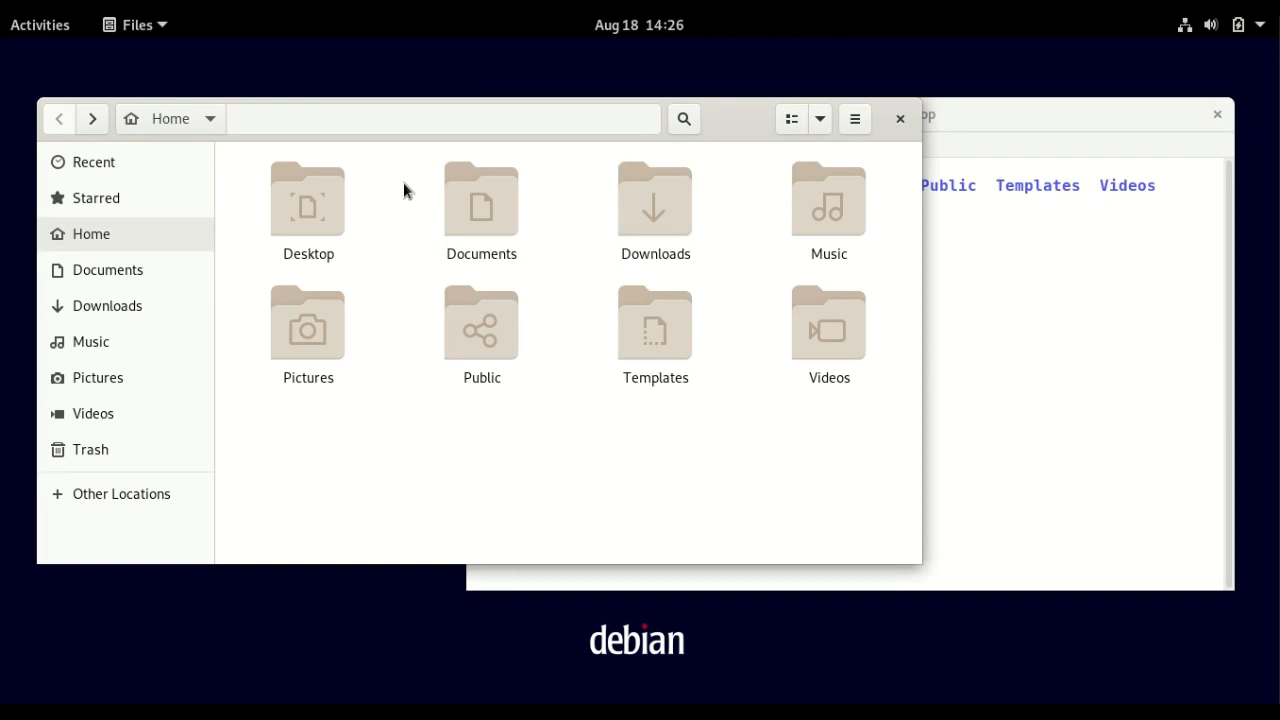 Activities Files Aug 18 14:26
Home
op
Recent
Starred
Home
Documents
Downloads
Music
Pictures
Videos
Trash
Other Locations
Desktop Documents Downloads Music
Pictures Public Templates Videos
Public Templates Videos
debian